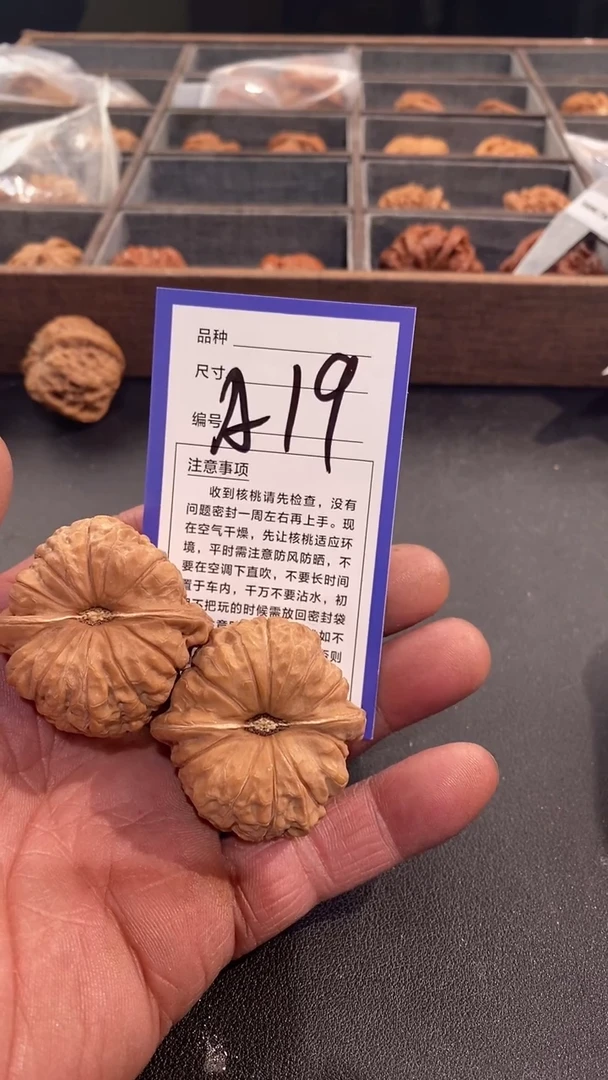 品种
尺寸
编号 A19
注意事项
收到核桃请先检查，没有
问题密封一周左右再上手。现
在空气干燥，先让核桃适应环
境，平时需注意防风防晒，不
要在空调下直吹，不要长时间
置于车内，千万不要沾水，初
不把玩的时候需放回密封袋
如不
则